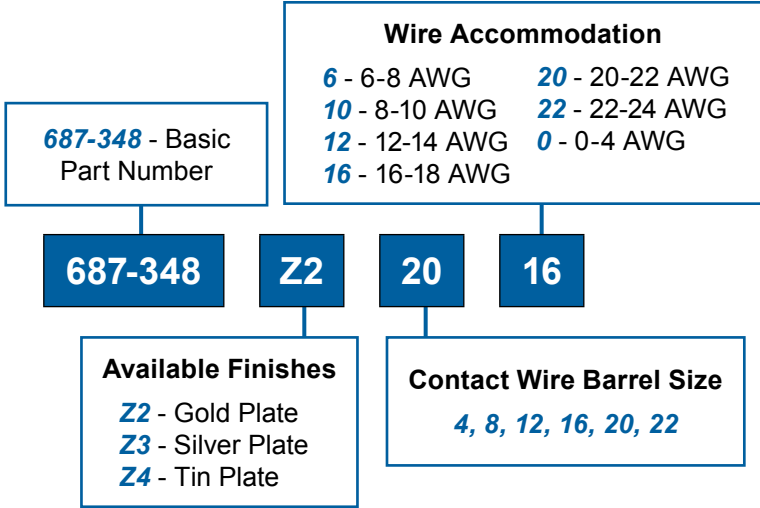 Wire Accommodation
6 - 6-8 AWG
10 - 8-10 AWG
12 - 12-14 AWG
16 - 16-18 AWG
20 - 20-22 AWG
22 - 22-24 AWG
0 - 0-4 AWG
687-348 - Basic
Part Number
687-348
Z2
20
16
Available Finishes
Z2 - Gold Plate
Z3 - Silver Plate
Z4 - Tin Plate
Contact Wire Barrel Size
4, 8, 12, 16, 20, 22